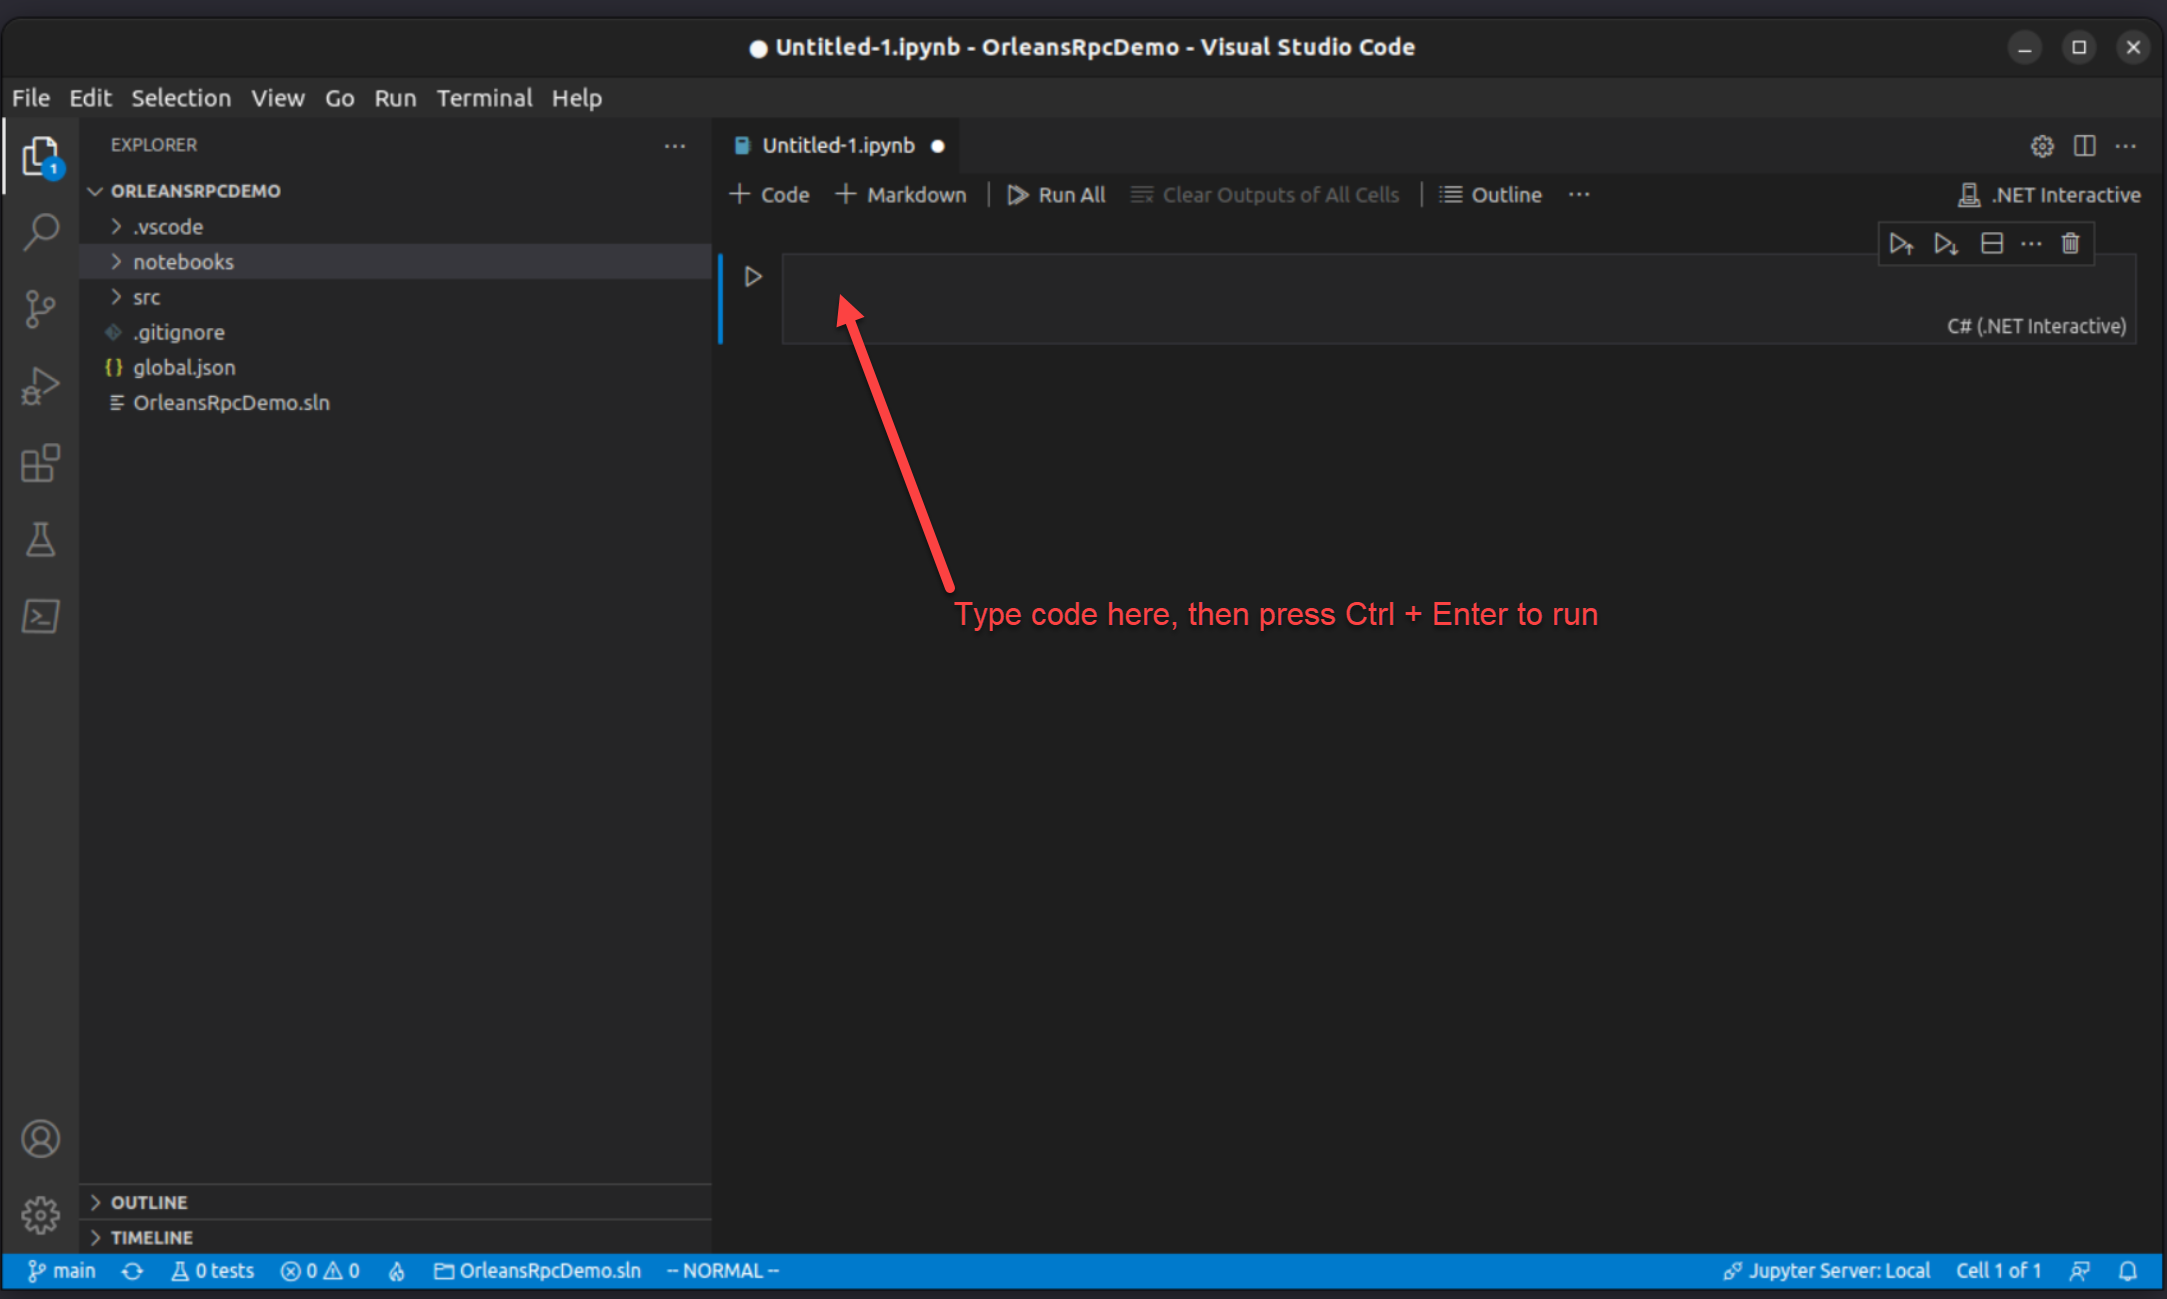 Untitled-1.ipynb - OrleansRpcDemo - Visual Studio Code
File Edit Selection View Go Run Terminal Help
EXPLORER
1
ORLEANSRPCDEMO
.vscode
notebooks
src
.gitignore
{} global.json
OrleansRpcDemo.sln
OUTLINE
TIMELINE
Untitled-1.ipynb
+ Code + Markdown | Run All Clear Outputs of All Cells | Outline ... .NET Interactive
C# (.NET Interactive)
Type code here, then press Ctrl + Enter to run
main 0 tests 0 0 OrleansRpcDemo.sln -- NORMAL -- Jupyter Server: Local Cell 1 of 1